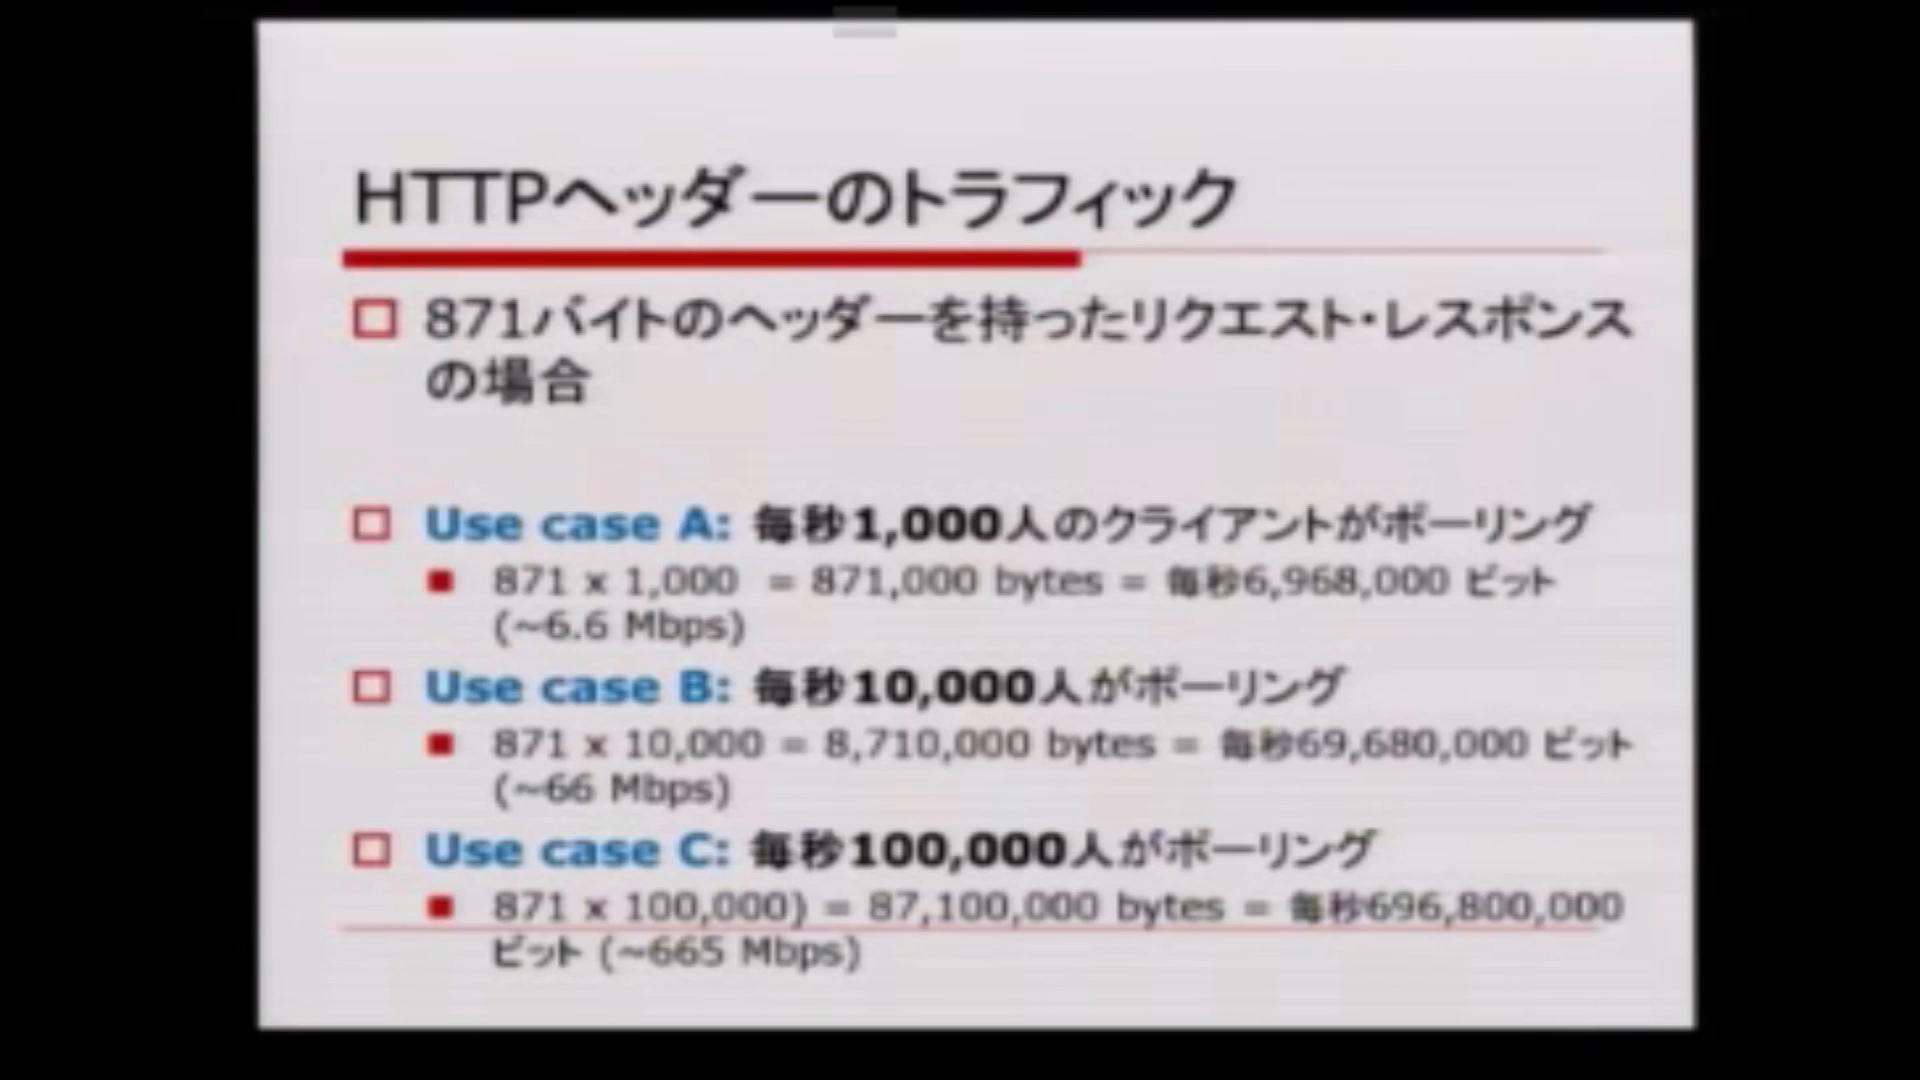 HTTPヘッダーのトラフィック
871バイトのヘッダーを持ったリクエスト・レスポンス
の場合
Use case A: 毎秒1,000人のクライアントがポーリング
871 x 1,000 = 871,000 bytes = 毎秒6,968,000 ビット
(~6.6 Mbps)
Use case B: 毎秒10,000人がポーリング
871 x 10,000 = 8,710,000 bytes = 毎秒69,680,000 ビット
(~66 Mbps)
Use case C: 毎秒100,000人がポーリング
871 x 100,000) = 87,100,000 bytes = 毎秒696,800,000
ビット (~665 Mbps)